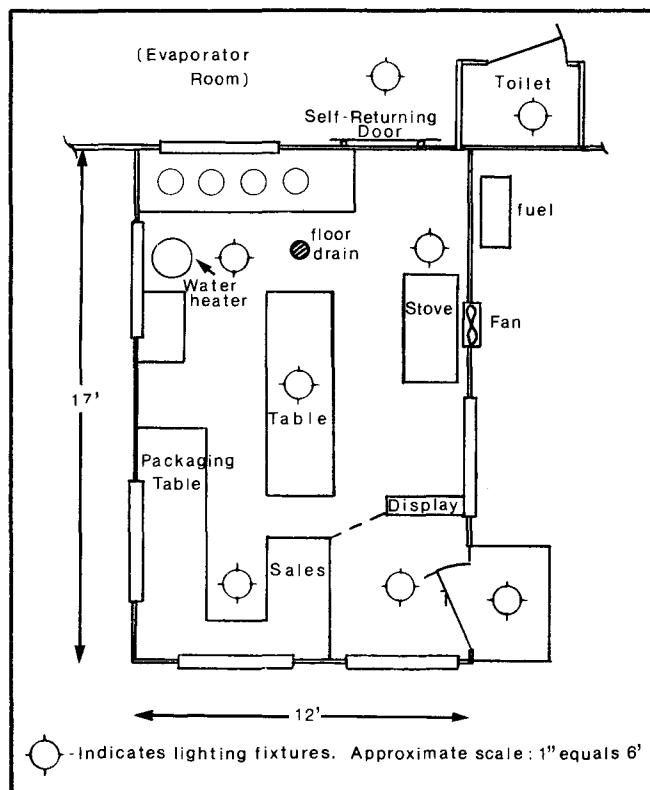 (Evaporator
Room)
Toilet
Self-Returning
Door
fuel
floor
drain
Water
heater
Stove
Fan
17'
Table
Packaging
Table
Display
Sales
12'
-Indicates lighting fixtures. Approximate scale: 1" equals 6'